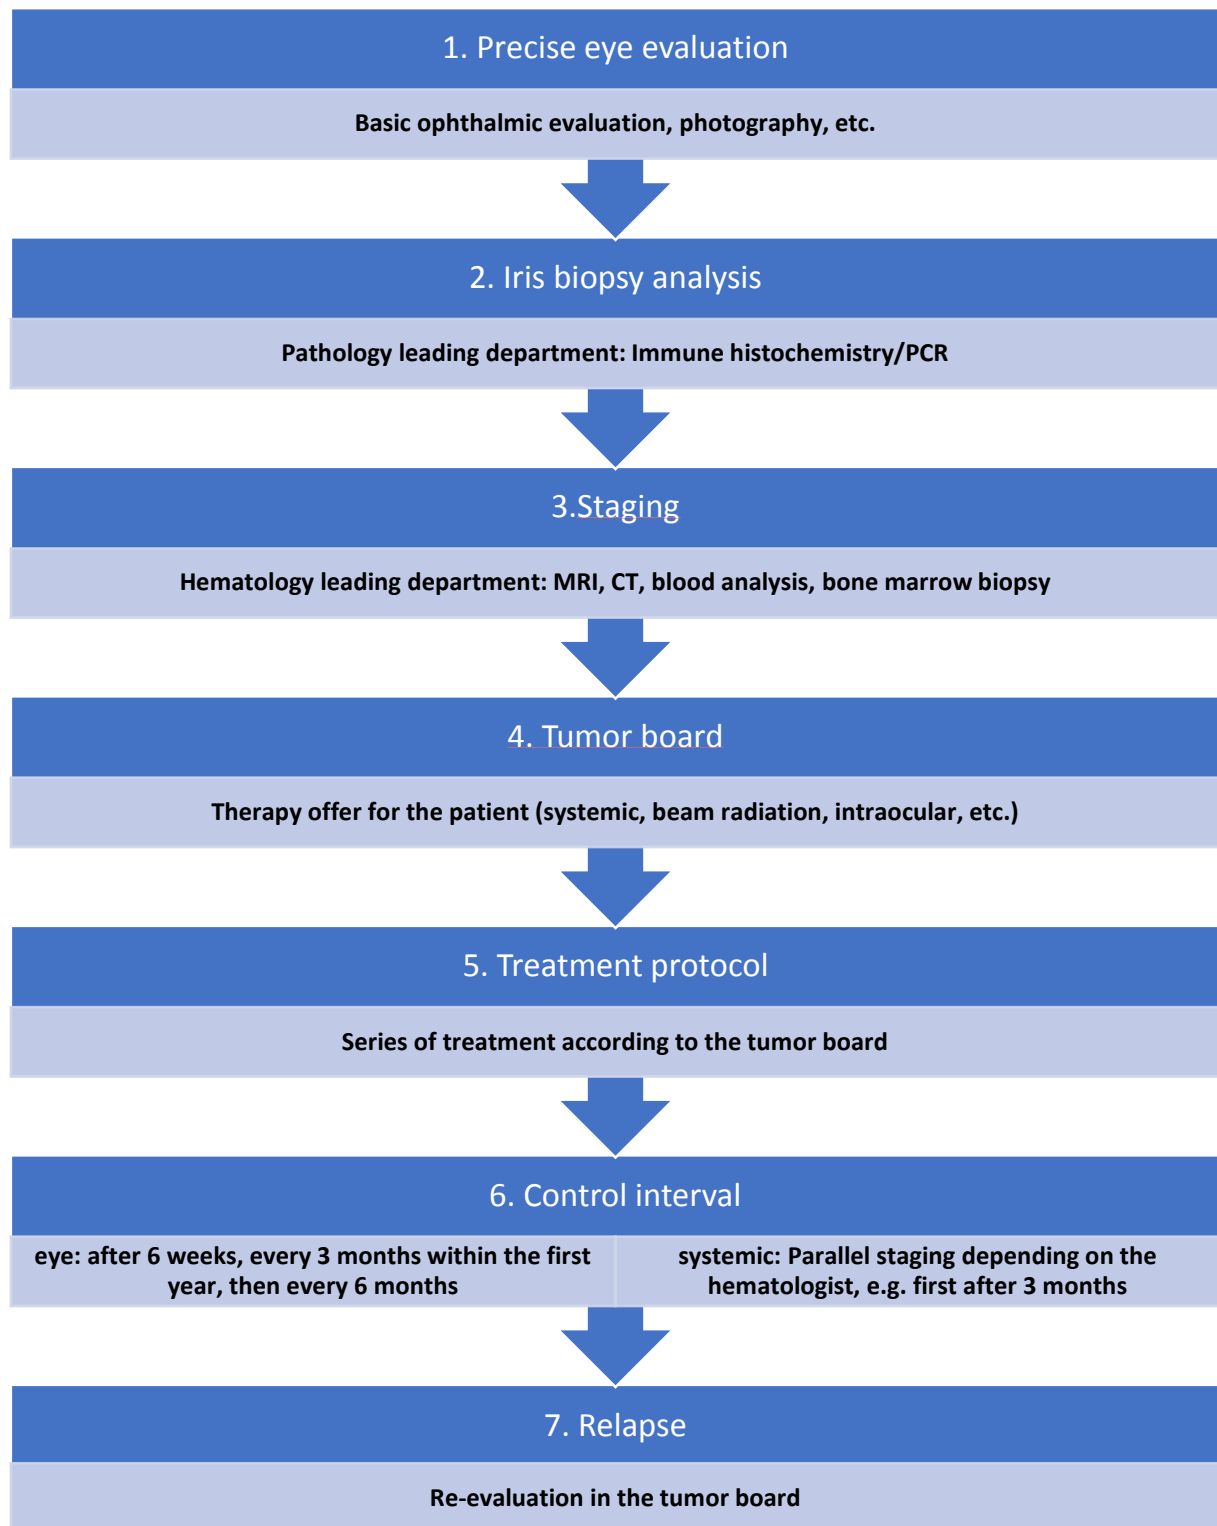 1. Precise eye evaluation
Basic ophthalmic evaluation, photography, etc.
2. Iris biopsy analysis
Pathology leading department: Immune histochemistry/PCR
3.Staging
Hematology leading department: MRI, CT, blood analysis, bone marrow biopsy
4. Tumor board
Therapy offer for the patient (systemic, beam radiation, intraocular, etc.)
5. Treatment protocol
Series of treatment according to the tumor board
6. Control interval
eye: after 6 weeks, every 3 months within the first
year, then every 6 months
systemic: Parallel staging depending on the
hematologist, e.g. first after 3 months
7. Relapse
Re-evaluation in the tumor board